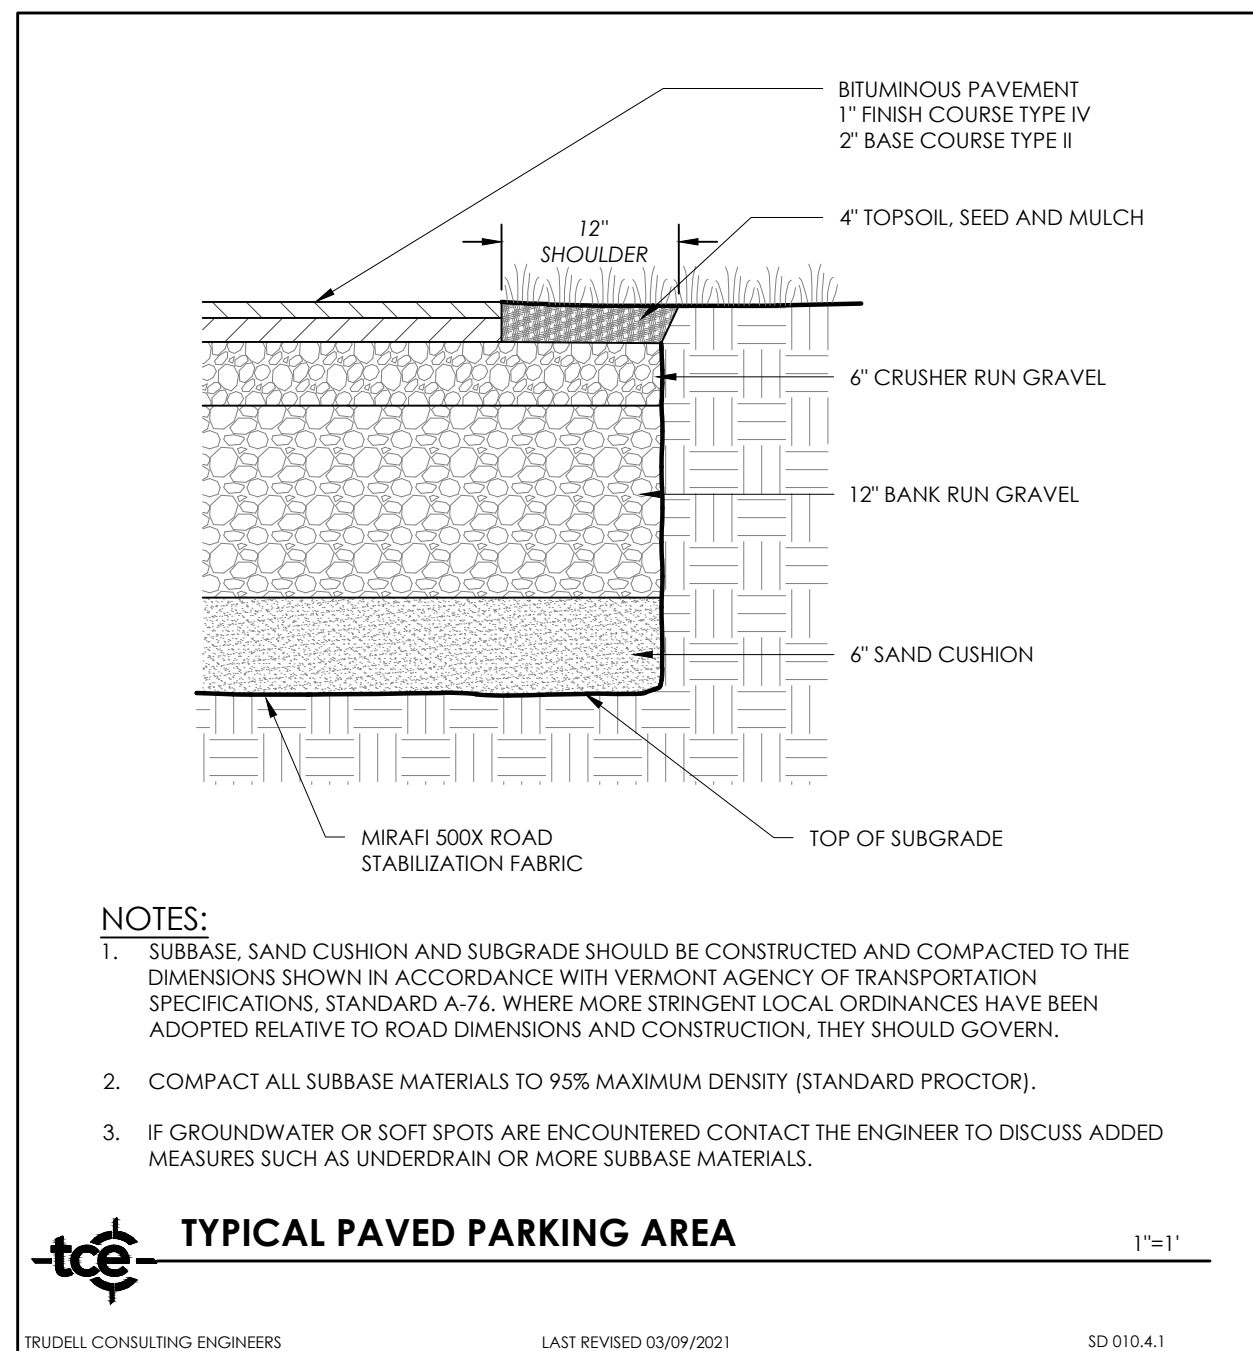 BITUMINOUS PAVEMENT
1" FINISH COURSE TYPE IV
2" BASE COURSE TYPE II
4" TOPSOIL, SEED AND MULCH
12"
SHOULDER
6" CRUSHER RUN GRAVEL
12" BANK RUN GRAVEL
6" SAND CUSHION
MIRAFI 500X ROAD
STABILIZATION FABRIC
TOP OF SUBGRADE
NOTES:
1. SUBBASE, SAND CUSHION AND SUBGRADE SHOULD BE CONSTRUCTED AND COMPACTED TO THE
DIMENSIONS SHOWN IN ACCORDANCE WITH VERMONT AGENCY OF TRANSPORTATION
SPECIFICATIONS, STANDARD A-76. WHERE MORE STRINGENT LOCAL ORDINANCES HAVE BEEN
ADOPTED RELATIVE TO ROAD DIMENSIONS AND CONSTRUCTION, THEY SHOULD GOVERN.
2. COMPACT ALL SUBBASE MATERIALS TO 95% MAXIMUM DENSITY (STANDARD PROCTOR).
3. IF GROUNDWATER OR SOFT SPOTS ARE ENCOUNTERED CONTACT THE ENGINEER TO DISCUSS ADDED
MEASURES SUCH AS UNDERDRAIN OR MORE SUBBASE MATERIALS.
tce
TYPICAL PAVED PARKING AREA
1"=1'
TRUDELL CONSULTING ENGINEERS
LAST REVISED 03/09/2021
SD 010.4.1